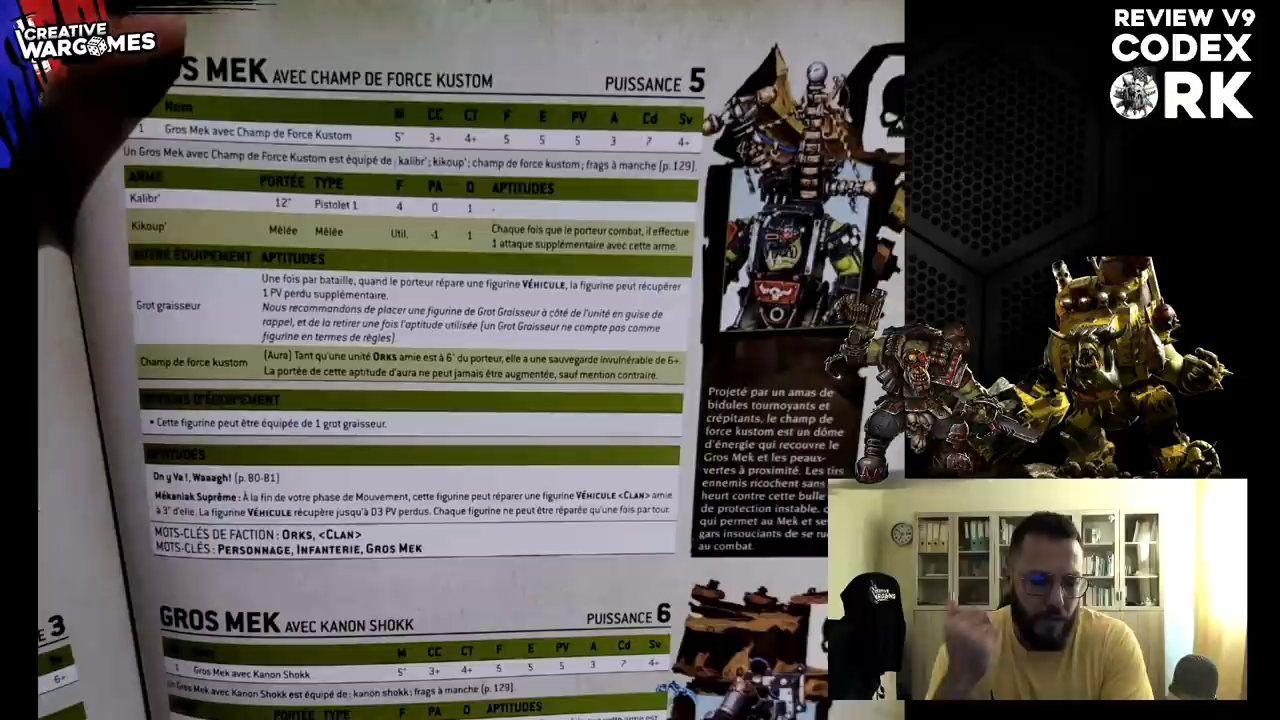 CREATIVE
WARGAMES
REVIEW V9
CODEX
ORK
S MEK AVEC CHAMP DE FORCE KUSTOM PUISSANCE 5
Nom M CC CT F E PV A Cd Sv
1 Gros Mek avec Champ de Force Kustom 5" 3+ 4+ 5 5 5 3 7 4+
Un Gros Mek avec Champ de Force Kustom est équipé de : kalibr' ; kikoup' ; champ de force kustom ; frags à manche (p. 129).
ARME PORTÉE TYPE F PA D APTITUDES
Kalibr' 12" Pistolet 1 4 0 1 -
Kikoup' Mêlée Mêlée Util. -1 1 Chaque fois que le porteur combat, il effectue
1 attaque supplémentaire avec cette arme.
AUTRE ÉQUIPEMENT APTITUDES
Grot graisseur Une fois par bataille, quand le porteur répare une figurine VÉHICULE, la figurine peut récupérer
1 PV perdu supplémentaire.
Nous recommandons de placer une figurine de Grot Graisseur à côté de l'unité en guise de
rappel, et de la retirer une fois l'aptitude utilisée (un Grot Graisseur ne compte pas comme
figurine en termes de règles).
Champ de force kustom (Aura) Tant qu'une unité ORKS amie est à 6" du porteur, elle a une sauvegarde invulnérable de 6+.
La portée de cette aptitude d'aura ne peut jamais être augmentée, sauf mention contraire.
OPTIONS D'ÉQUIPEMENT
• Cette figurine peut être équipée de 1 grot graisseur.
APTITUDES
On y Va !, Waaagh! (p. 80-81)
Mékaniak Suprême : À la fin de votre phase de Mouvement, cette figurine peut réparer une figurine VÉHICULE <CLAN> amie
à 3" d'elle. La figurine VÉHICULE récupère jusqu'à D3 PV perdus. Chaque figurine ne peut être réparée qu'une fois par tour.
MOTS-CLÉS DE FACTION : ORKS, <CLAN>
MOTS-CLÉS : PERSONNAGE, INFANTERIE, GROS MEK
Projeté par un amas de
bidules tournoyants et
crépitants, le champ de
force kustom est un dôme
d'énergie qui recouvre le
Gros Mek et les peaux-
vertes à proximité. Les tirs
ennemis ricochent sans
heurt contre cette bulle
de protection instable,
qui permet au Mek et
gars insouciants de se
au combat.
GROS MEK AVEC KANON SHOKK PUISSANCE 6
M CC CT F E PV A Cd Sv
1 Gros Mek avec Kanon Shokk 5" 3+ 4+ 5 5 5 3 7 4+
Un Gros Mek avec Kanon Shokk est équipé de : kanon shokk ; frags à manche (p. 129).
PORTÉE TYPE F PA D APTITUDES
E 3
Sv
6+
CREATIVE
WARGAMES